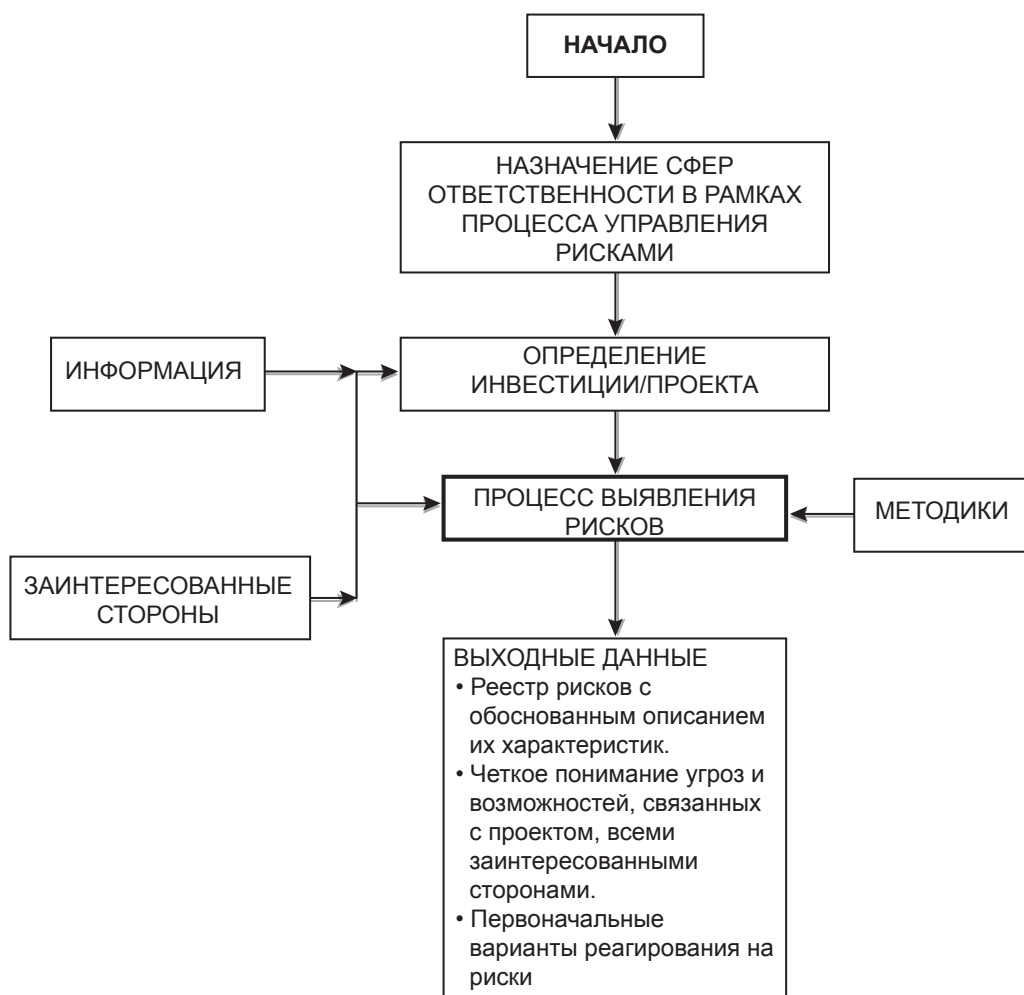 НАЧАЛО
НАЗНАЧЕНИЕ СФЕР
ОТВЕТСТВЕННОСТИ В РАМКАХ
ПРОЦЕССА УПРАВЛЕНИЯ
РИСКАМИ
ИНФОРМАЦИЯ
ОПРЕДЕЛЕНИЕ
ИНВЕСТИЦИИ/ПРОЕКТА
ПРОЦЕСС ВЫЯВЛЕНИЯ
РИСКОВ
МЕТОДИКИ
ЗАИНТЕРЕСОВАННЫЕ
СТОРОНЫ
ВЫХОДНЫЕ ДАННЫЕ
• Реестр рисков с
обоснованным описанием
их характеристик.
• Четкое понимание угроз и
возможностей, связанных
с проектом, всеми
заинтересованными
сторонами.
• Первоначальные
варианты реагирования на
риски